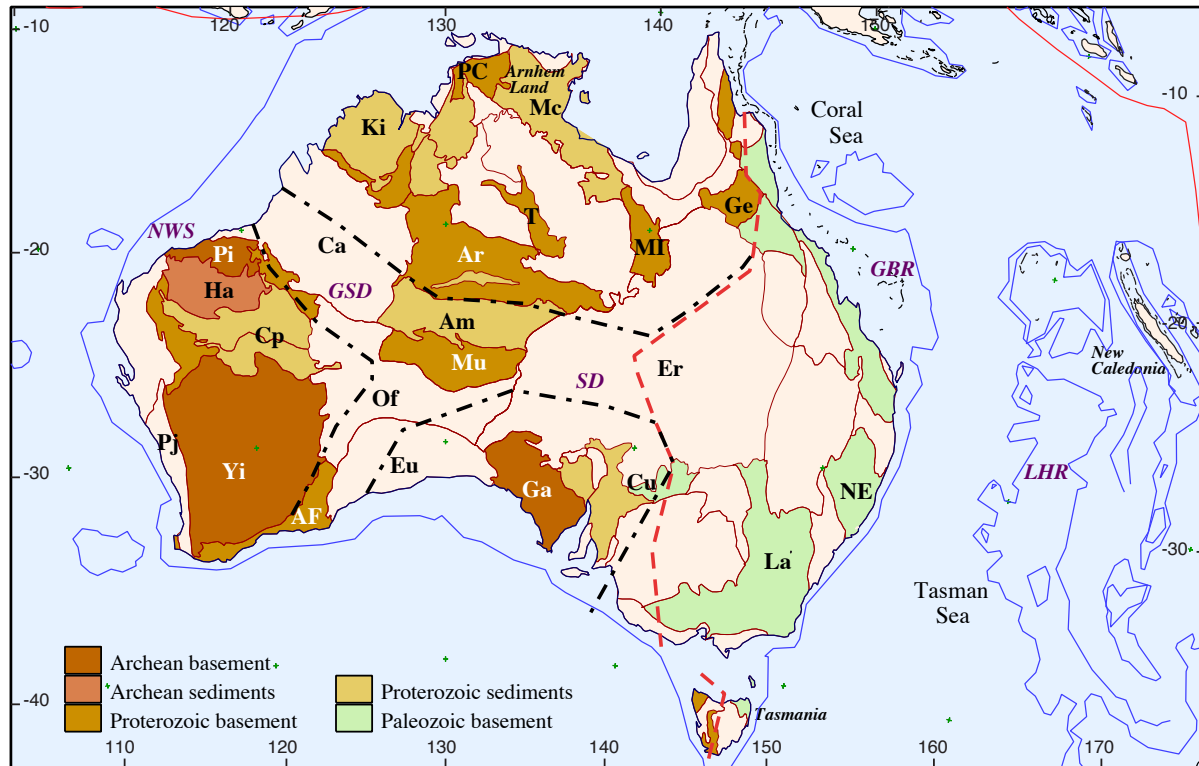 120 130 140 150
-10
-10
PC
Arnhem
Land
Mc
Coral
Sea
Ki
T
Ge
NWS
Ca
MI
-20
Pi
Ar
GBR
Ha
GSD
Am
-20
Cp
Mu
Er
New
Caledonia
SD
Of
Pj
Yi
Eu
-30
Ga
Cu
NE
LHR
AF
-30
La
Tasman
Sea
Archean basement
Archean sediments
Proterozoic sediments
-40
Proterozoic basement
Paleozoic basement
Tasmania
110 120 130 140 150 160 170